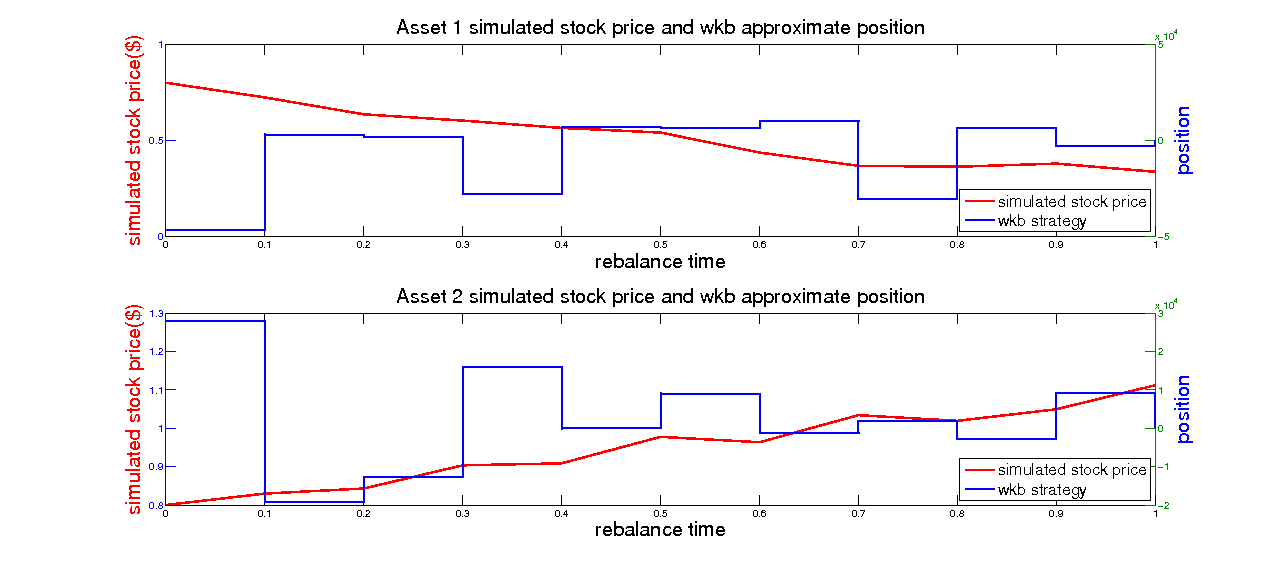 Asset 1 simulated stock price and wkb approximate position
x 10^4
1
0.5
0
5
0
-5
simulated stock price($)
position
simulated stock price
wkb strategy
0 0.1 0.2 0.3 0.4 0.5 0.6 0.7 0.8 0.9 1
rebalance time
Asset 2 simulated stock price and wkb approximate position
x 10^4
1.3
1.2
1.1
1
0.9
0.8
3
2
1
0
-1
-2
simulated stock price($)
position
simulated stock price
wkb strategy
0 0.1 0.2 0.3 0.4 0.5 0.6 0.7 0.8 0.9 1
rebalance time